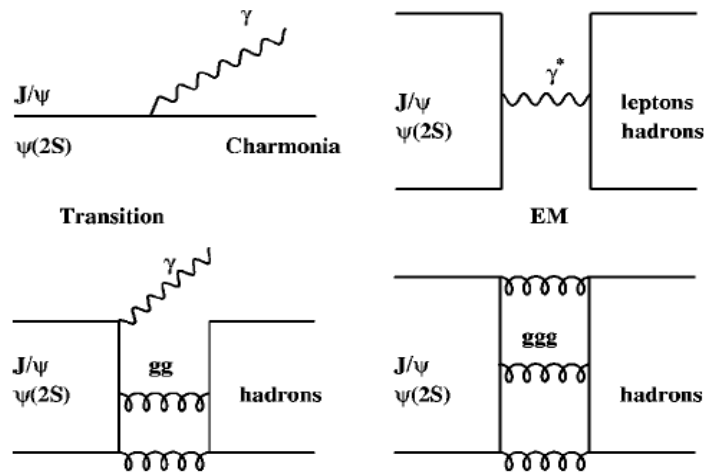 γ
J/ψ
ψ(2S)
Charmonia
Transition
γ*
J/ψ
ψ(2S)
leptons
hadrons
EM
γ
gg
J/ψ
ψ(2S)
hadrons
ggg
J/ψ
ψ(2S)
hadrons